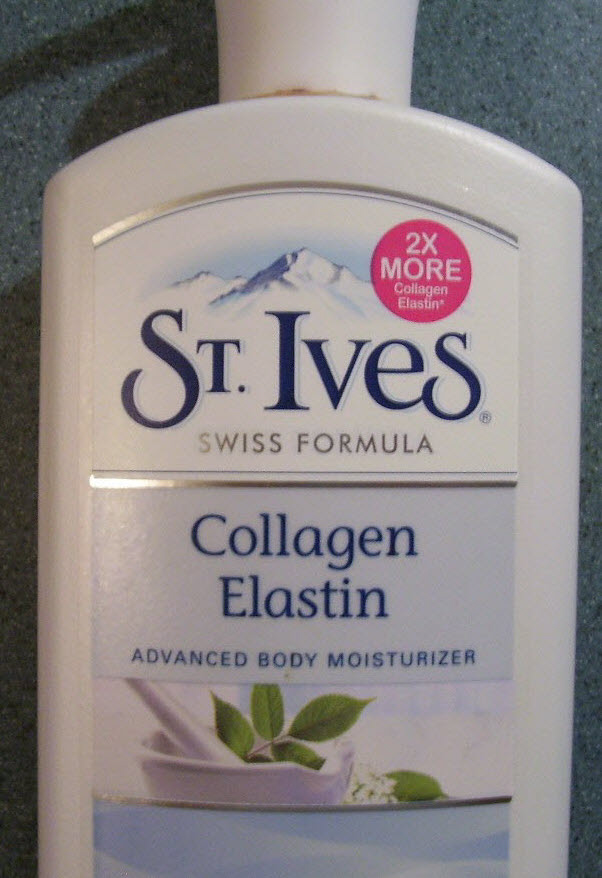 2X
MORE
Collagen
Elastin*
St. Ives®
SWISS FORMULA
Collagen
Elastin
ADVANCED BODY MOISTURIZER